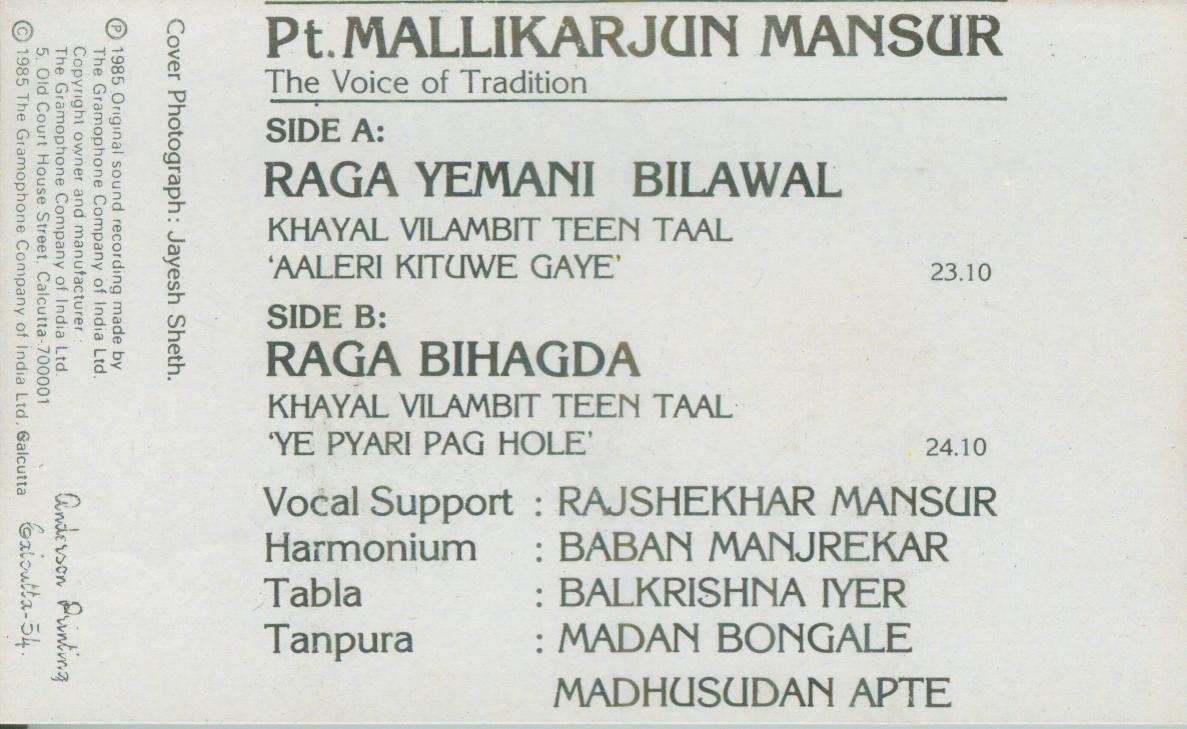 Pt. MALLIKARJUN MANSUR
The Voice of Tradition
SIDE A:
RAGA YEMANI BILAWAL
KHAYAL VILAMBIT TEEN TAAL
‘AALERI KITUWE GAYE’ 23.10
SIDE B:
RAGA BIHAGDA
KHAYAL VILAMBIT TEEN TAAL
‘YE PYARI PAG HOLE’ 24.10
Vocal Support : RAJSHEKHAR MANSUR
Harmonium : BABAN MANJREKAR
Tabla : BALKRISHNA IYER
Tanpura : MADAN BONGALE
MADHUSUDAN APTE
Cover Photograph: Jayesh Sheth.
℗ 1985 Original sound recording made by
The Gramophone Company of India Ltd.
Copyright owner and manufacturer :
The Gramophone Company of India Ltd.
5, Old Court House Street, Calcutta-700001
© 1985 The Gramophone Company of India Ltd, Calcutta
Anderson Printing
Calcutta-54.